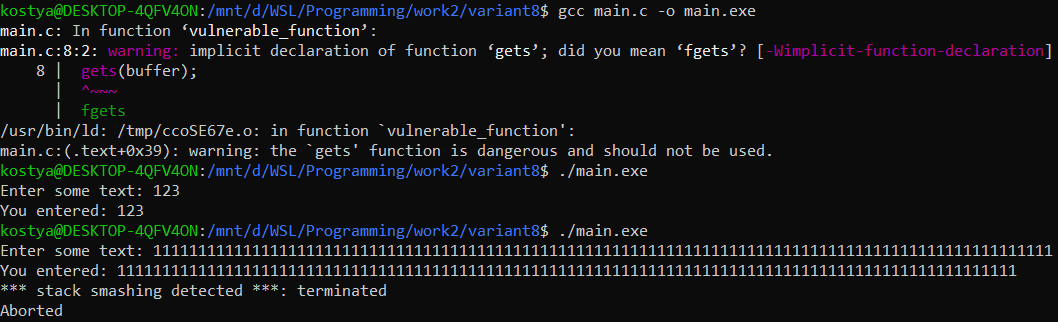 kostya@DESKTOP-4QFV4ON:/mnt/d/WSL/Programming/work2/variant8$ gcc main.c -o main.exe
main.c: In function ‘vulnerable_function’:
main.c:8:2: warning: implicit declaration of function ‘gets’; did you mean ‘fgets’? [-Wimplicit-function-declaration]
    8 |  gets(buffer);
      |  ^~~~
      |  fgets
/usr/bin/ld: /tmp/ccoSE67e.o: in function `vulnerable_function':
main.c:(.text+0x39): warning: the `gets' function is dangerous and should not be used.
kostya@DESKTOP-4QFV4ON:/mnt/d/WSL/Programming/work2/variant8$ ./main.exe
Enter some text: 123
You entered: 123
kostya@DESKTOP-4QFV4ON:/mnt/d/WSL/Programming/work2/variant8$ ./main.exe
Enter some text: 1111111111111111111111111111111111111111111111111111111111111111111111111111111111111111111111111111
You entered: 1111111111111111111111111111111111111111111111111111111111111111111111111111111111111111111111111111
*** stack smashing detected ***: terminated
Aborted